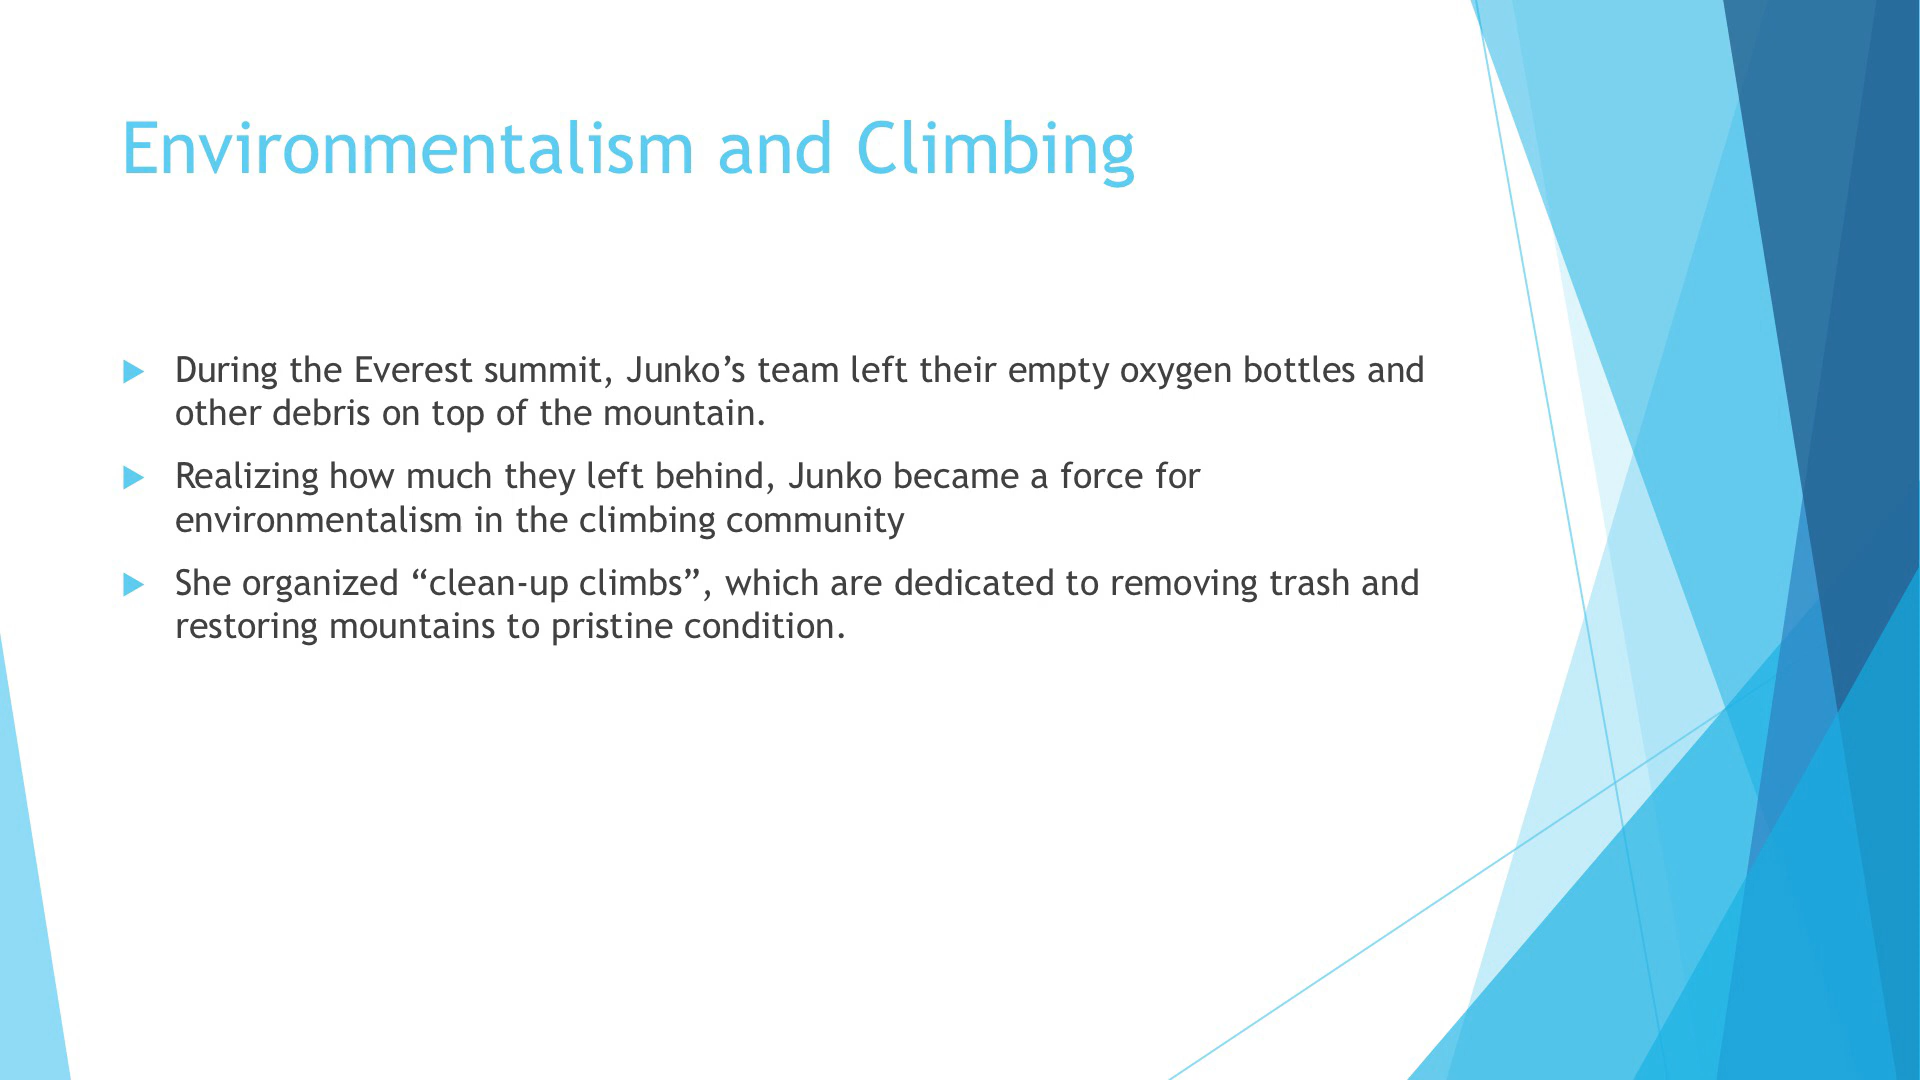 Environmentalism and Climbing
During the Everest summit, Junko’s team left their empty oxygen bottles and
other debris on top of the mountain.
Realizing how much they left behind, Junko became a force for
environmentalism in the climbing community
She organized “clean-up climbs”, which are dedicated to removing trash and
restoring mountains to pristine condition.